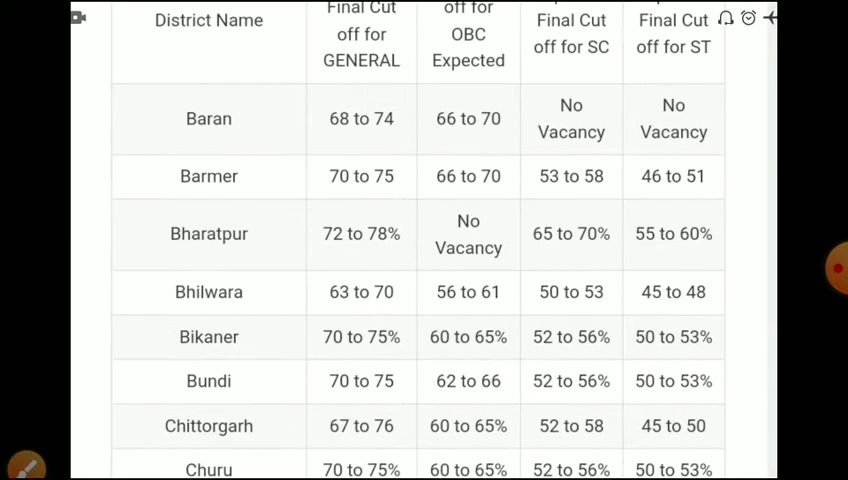 District Name
Final Cut
off for
GENERAL
off for
OBC
Expected
Final Cut
off for SC
Final Cut
off for ST
Baran
68 to 74
66 to 70
No
Vacancy
No
Vacancy
Barmer
70 to 75
66 to 70
53 to 58
46 to 51
Bharatpur
72 to 78%
No
Vacancy
65 to 70%
55 to 60%
Bhilwara
63 to 70
56 to 61
50 to 53
45 to 48
Bikaner
70 to 75%
60 to 65%
52 to 56%
50 to 53%
Bundi
70 to 75
62 to 66
52 to 56%
50 to 53%
Chittorgarh
67 to 76
60 to 65%
52 to 58
45 to 50
Churu
70 to 75%
60 to 65%
52 to 56%
50 to 53%